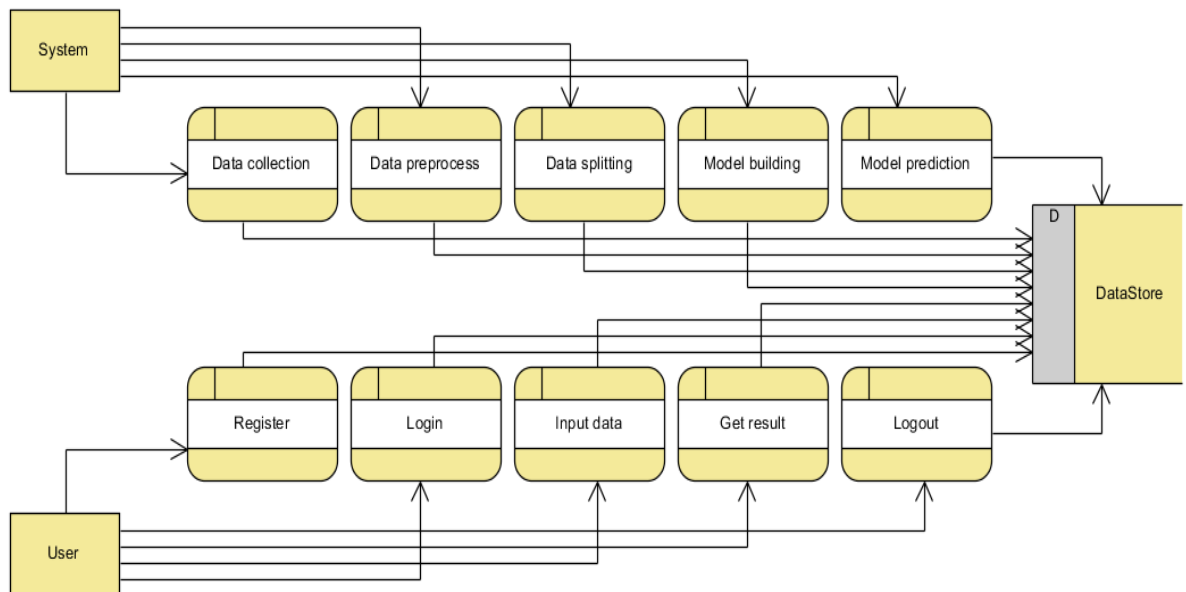 System
Data collection
Data preprocess
Data splitting
Model building
Model prediction
D
DataStore
Register
Login
Input data
Get result
Logout
User